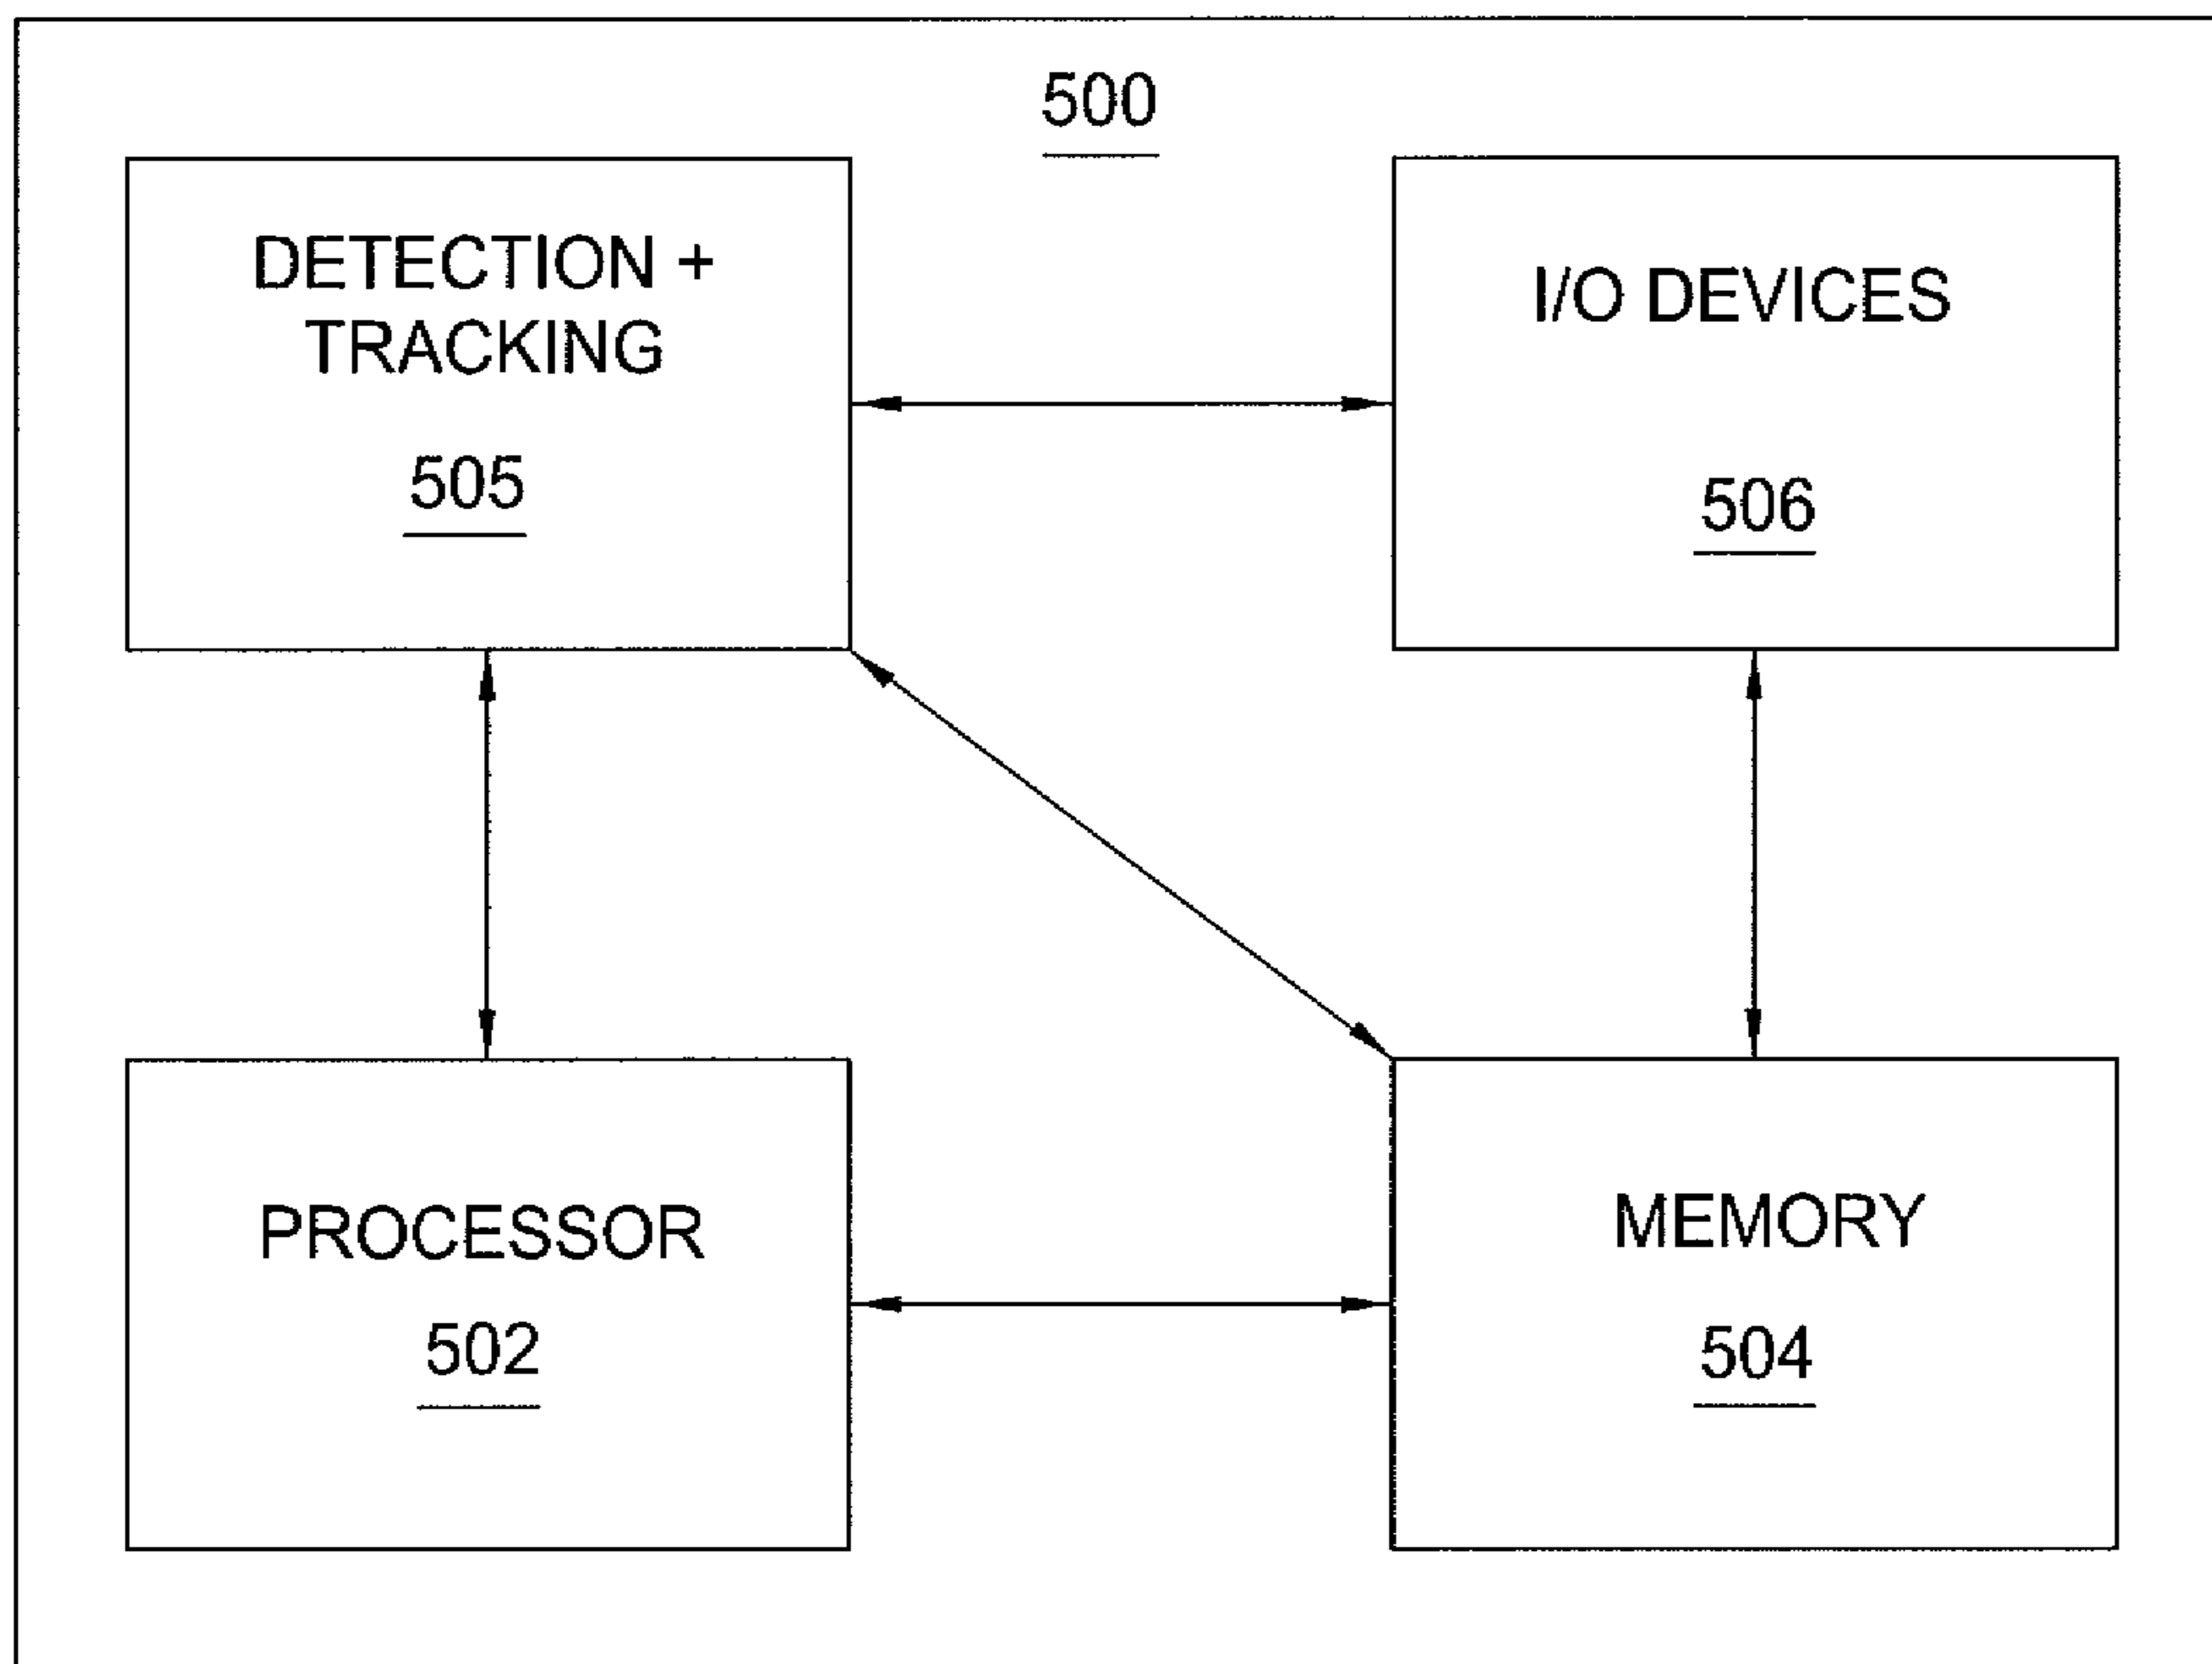 500
DETECTION +
TRACKING
505
I/O DEVICES
506
PROCESSOR
502
MEMORY
504